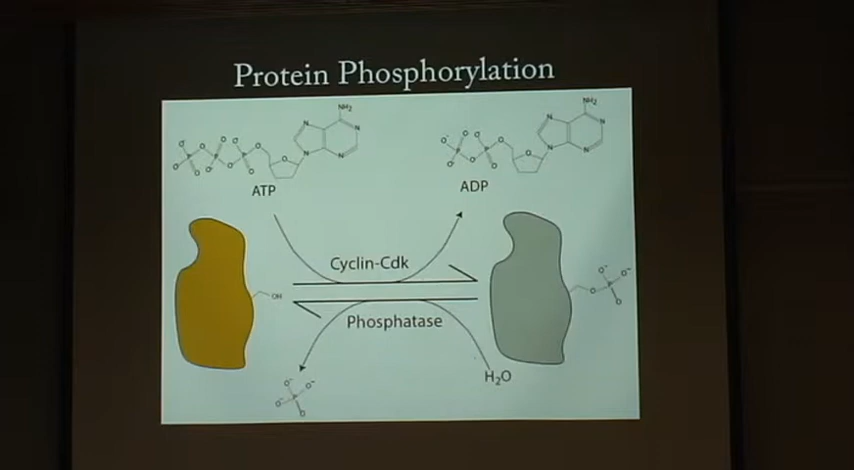 Protein Phosphorylation
NH₂
N
N
N
N
O
O⁻
ATP
NH₂
N
N
N
N
O
O⁻
ADP
Cyclin-Cdk
OH
Phosphatase
H₂O
O⁻
O⁻
O⁻
O